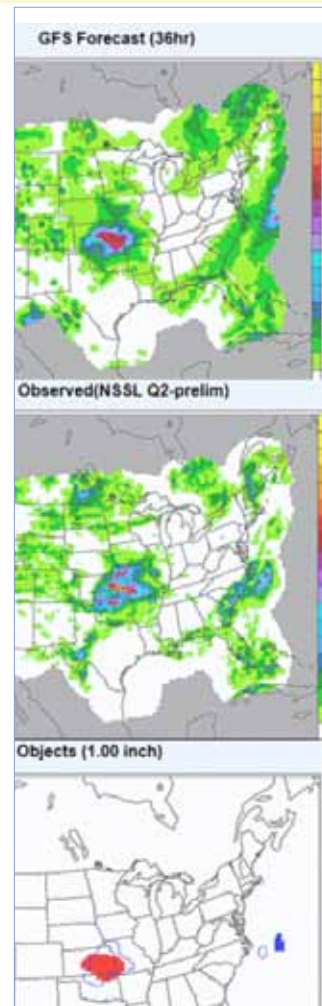 GFS Forecast (36hr)
Observed(NSSL Q2-prelim)
Objects (1.00 inch)